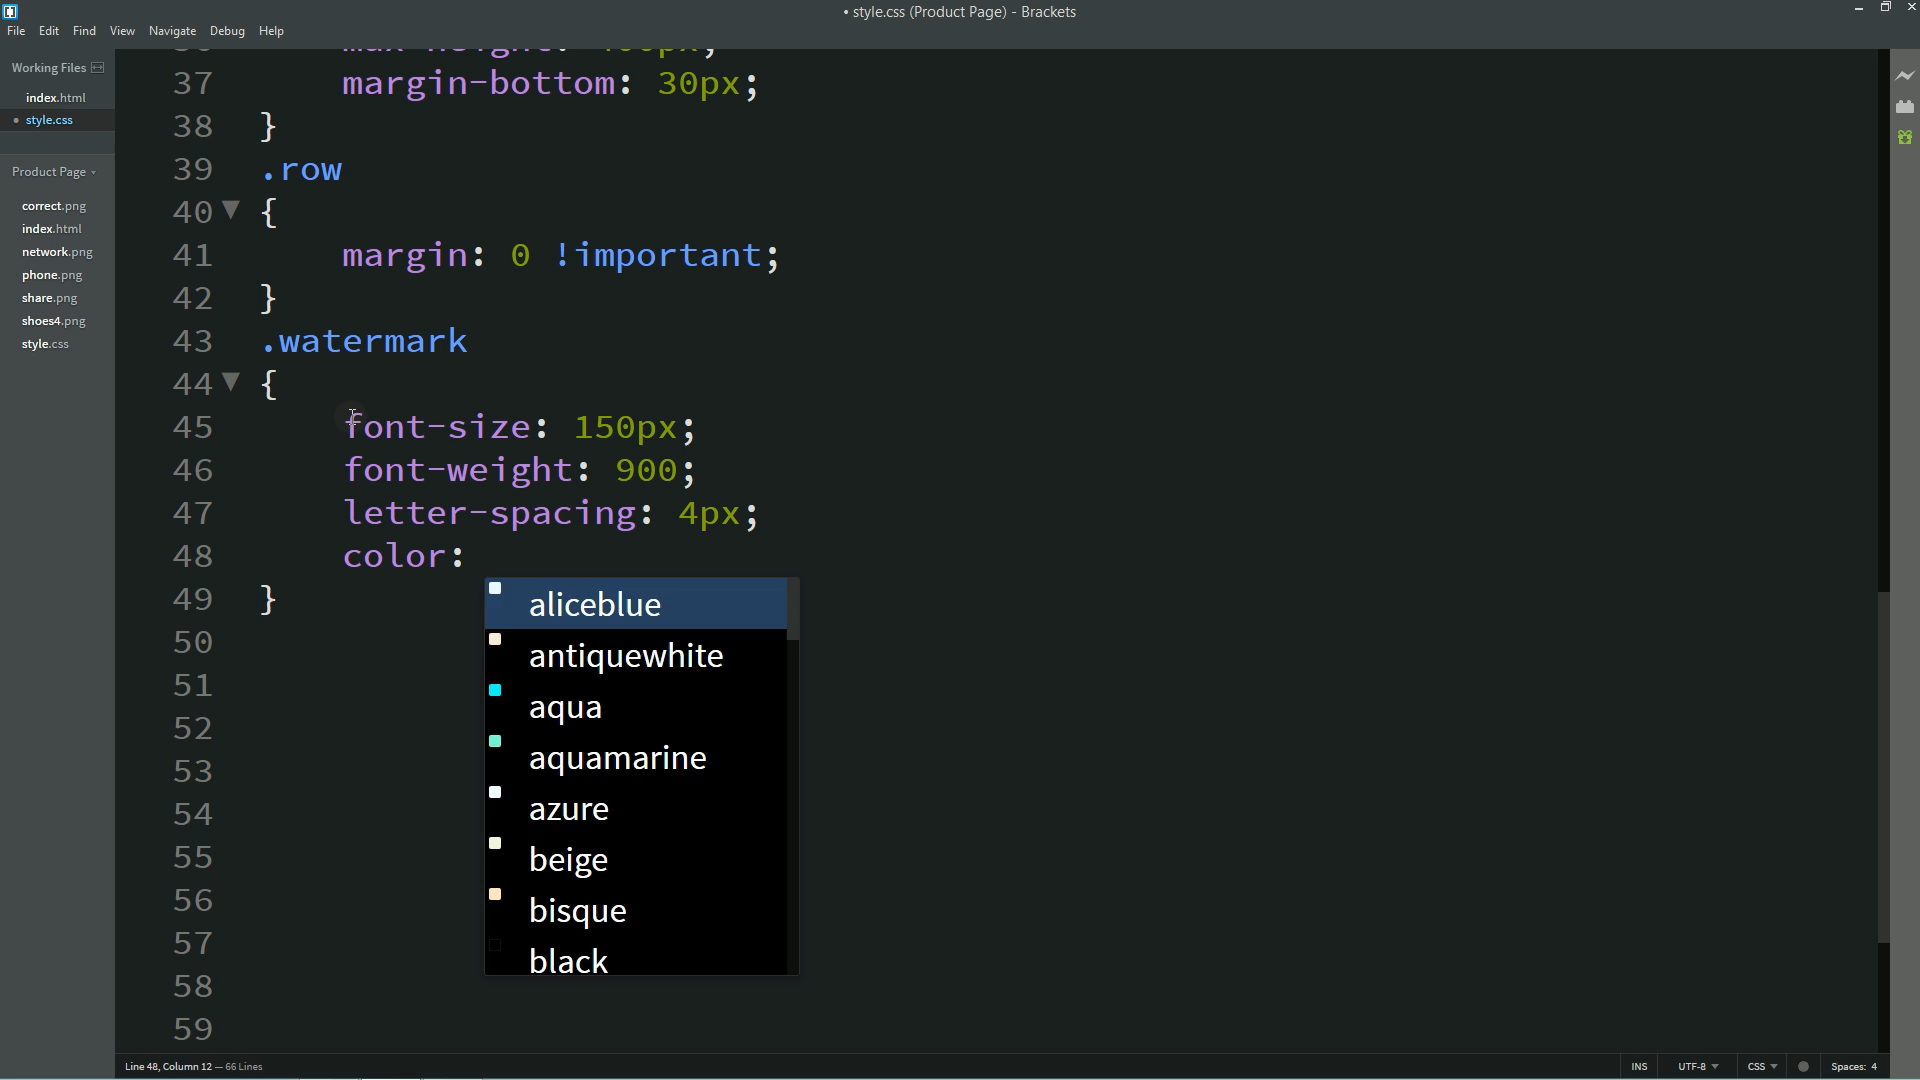 • style.css (Product Page) - Brackets
File Edit Find View Navigate Debug Help
Working Files
index.html
• style.css
Product Page
correct.png
index.html
network.png
phone.png
share.png
shoes4.png
style.css
37 margin-bottom: 30px;
38 }
39 .row
40 {
41 margin: 0 !important;
42 }
43 .watermark
44 {
45 font-size: 150px;
46 font-weight: 900;
47 letter-spacing: 4px;
48 color:
49 }
50
51
52
53
54
55
56
57
58
59
aliceblue
antiquewhite
aqua
aquamarine
azure
beige
bisque
black
Line 48, Column 12 — 66 Lines
INS UTF-8 CSS Spaces: 4